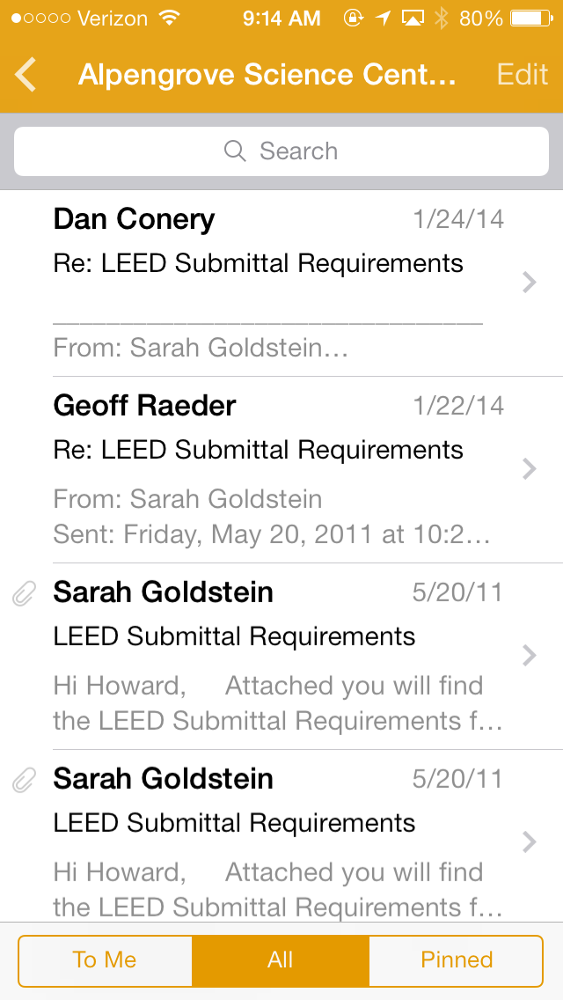 Verizon 9:14 AM 80%
Alpengrove Science Cent... Edit
Search
Dan Conery 1/24/14
Re: LEED Submittal Requirements
________________________________
From: Sarah Goldstein...
Geoff Raeder 1/22/14
Re: LEED Submittal Requirements
From: Sarah Goldstein
Sent: Friday, May 20, 2011 at 10:2...
Sarah Goldstein 5/20/11
LEED Submittal Requirements
Hi Howard, Attached you will find
the LEED Submittal Requirements f...
Sarah Goldstein 5/20/11
LEED Submittal Requirements
Hi Howard, Attached you will find
the LEED Submittal Requirements f...
To Me All Pinned